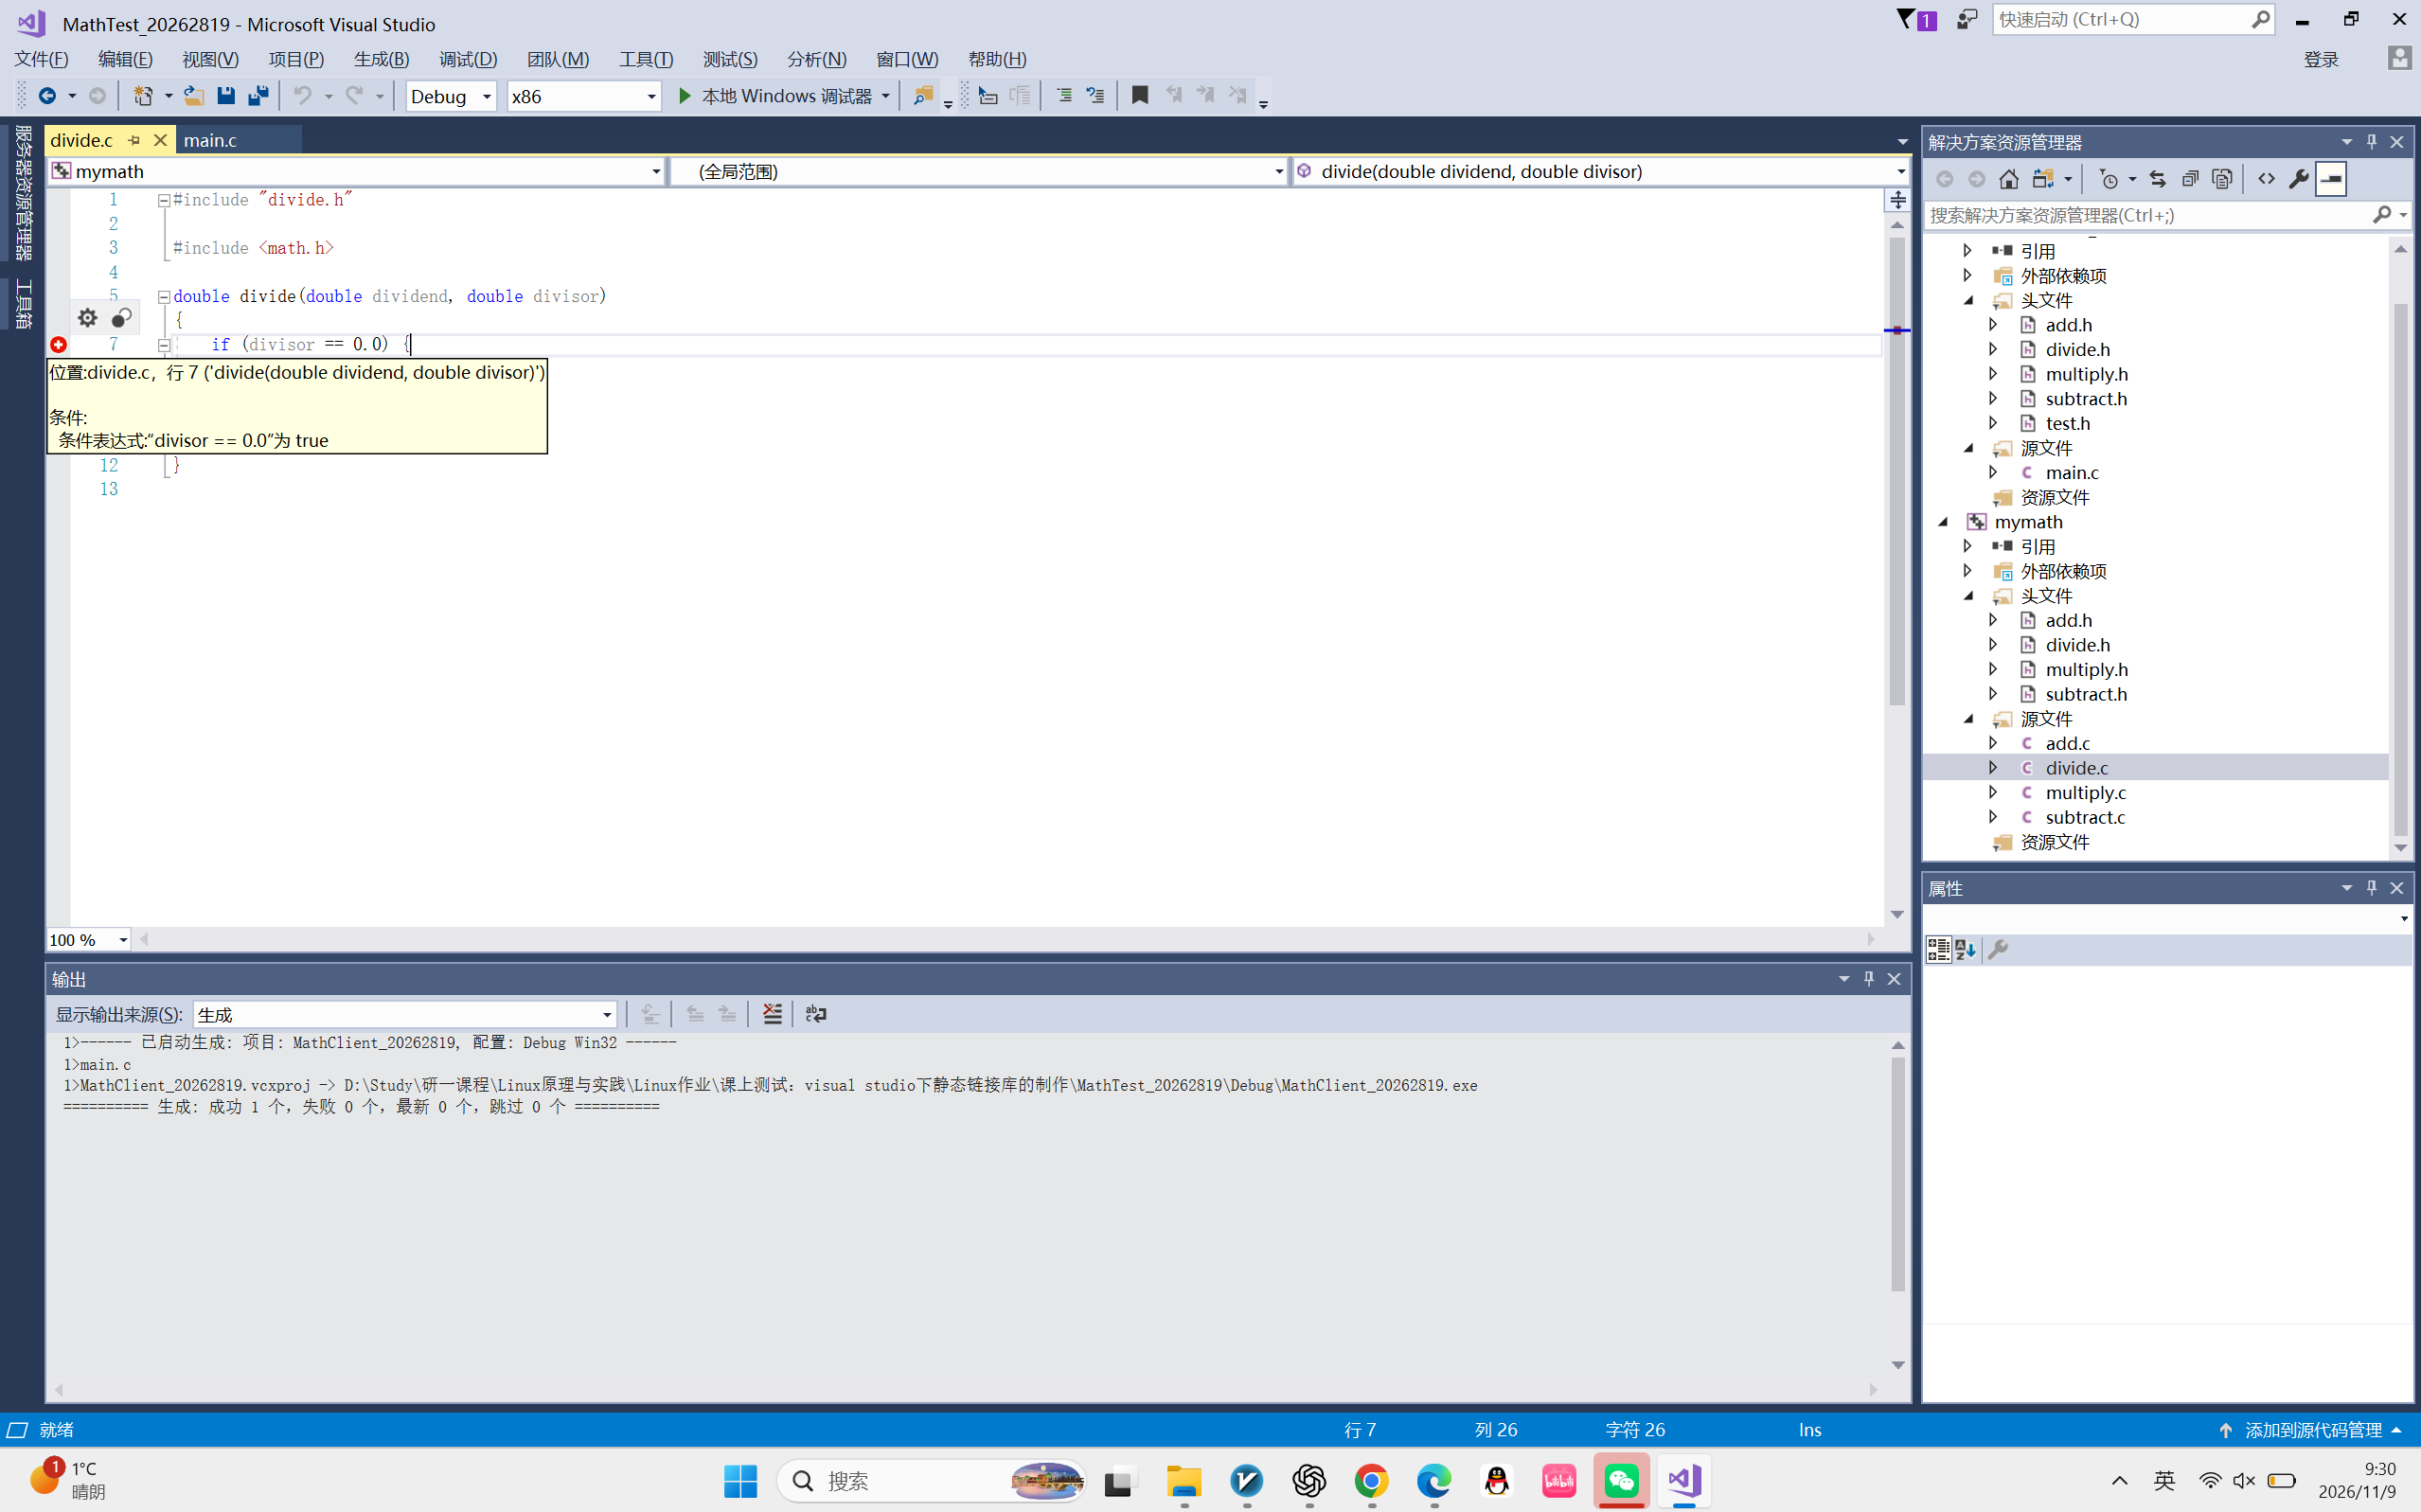 MathTest_20262819 - Microsoft Visual Studio
1
快速启动 (Ctrl+Q)
文件(F) 编辑(E) 视图(V) 项目(P) 生成(B) 调试(D) 团队(M) 工具(T) 测试(S) 分析(N) 窗口(W) 帮助(H)
登录
Debug x86 本地 Windows 调试器
服务器资源管理器
工具箱
divide.c main.c
mymath (全局范围) divide(double dividend, double divisor)
1 #include "divide.h"
2
3 #include <math.h>
4
5 double divide(double dividend, double divisor)
{
7 if (divisor == 0.0) {
位置:divide.c，行 7 ('divide(double dividend, double divisor)')
条件:
条件表达式:“divisor == 0.0”为 true
12 }
13
100 %
解决方案资源管理器
搜索解决方案资源管理器(Ctrl+;)
引用
外部依赖项
头文件
add.h
divide.h
multiply.h
subtract.h
test.h
源文件
main.c
资源文件
mymath
引用
外部依赖项
头文件
add.h
divide.h
multiply.h
subtract.h
源文件
add.c
divide.c
multiply.c
subtract.c
资源文件
属性
输出
显示输出来源(S): 生成
1>------ 已启动生成: 项目: MathClient_20262819, 配置: Debug Win32 ------
1>main.c
1>MathClient_20262819.vcxproj -> D:\Study\研一课程\Linux原理与实践\Linux作业\课上测试：visual studio下静态链接库的制作\MathTest_20262819\Debug\MathClient_20262819.exe
========== 生成: 成功 1 个，失败 0 个，最新 0 个，跳过 0 个 ==========
就绪 行 7 列 26 字符 26 Ins 添加到源代码管理
1
1°C
晴朗
搜索
bilibili
英
9:30
2026/11/9